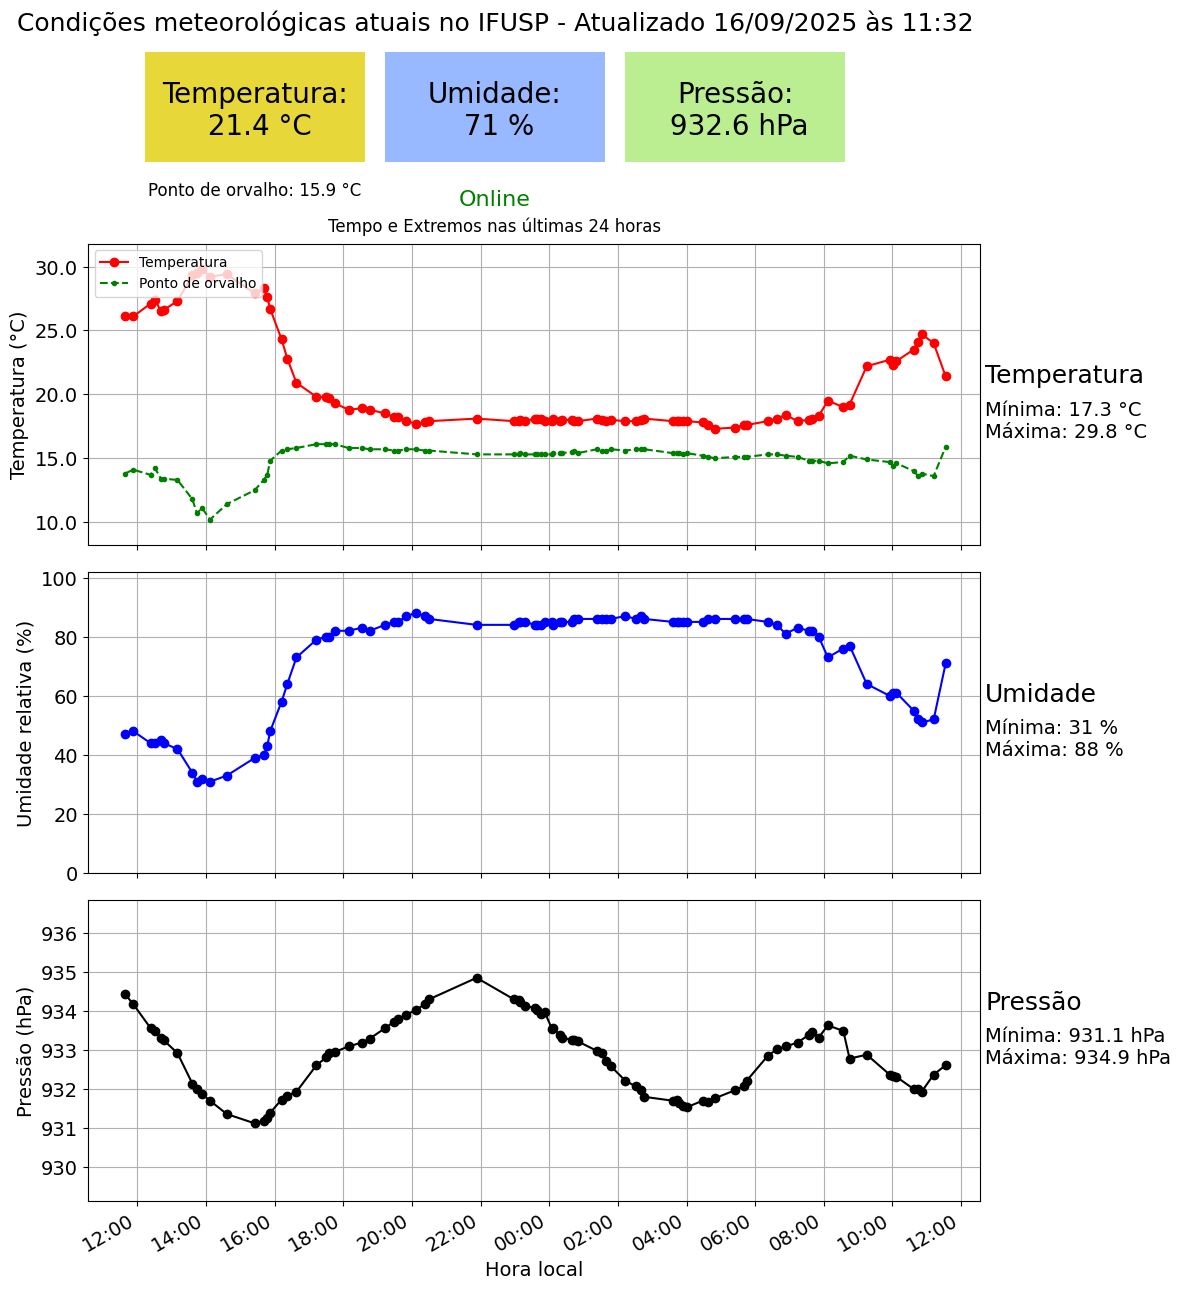 Condições meteorológicas atuais no IFUSP - Atualizado 16/09/2025 às 11:32
Temperatura:
21.4 °C
Umidade:
71 %
Pressão:
932.6 hPa
Ponto de orvalho: 15.9 °C
Online
Tempo e Extremos nas últimas 24 horas
Temperatura
Ponto de orvalho
Temperatura (°C)
30.0
25.0
20.0
15.0
10.0
Temperatura
Mínima: 17.3 °C
Máxima: 29.8 °C
Umidade relativa (%)
100
80
60
40
20
0
Umidade
Mínima: 31 %
Máxima: 88 %
Pressão (hPa)
936
935
934
933
932
931
930
Pressão
Mínima: 931.1 hPa
Máxima: 934.9 hPa
12:00 14:00 16:00 18:00 20:00 22:00 00:00 02:00 04:00 06:00 08:00 10:00 12:00
Hora local